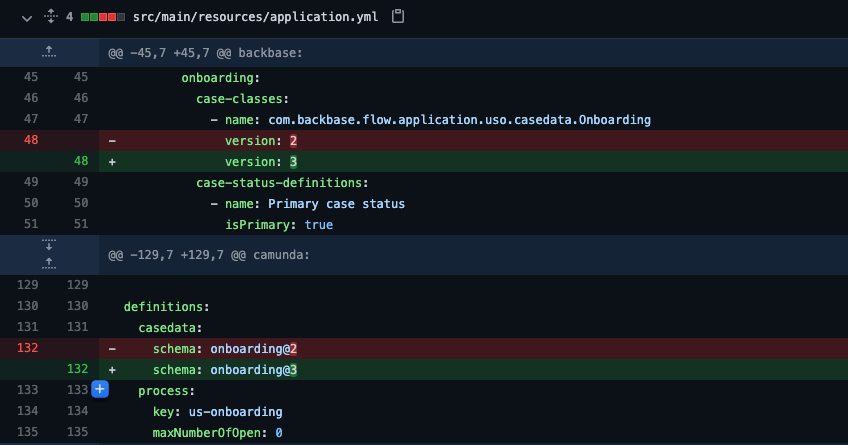 4 src/main/resources/application.yml
@@ -45,7 +45,7 @@ backbase:
45 45 onboarding:
46 46 case-classes:
47 47 - name: com.backbase.flow.application.uso.casedata.Onboarding
48 - version: 2
48 + version: 3
49 49 case-status-definitions:
50 50 - name: Primary case status
51 51 isPrimary: true
@@ -129,7 +129,7 @@ camunda:
129 129
130 130 definitions:
131 131 casedata:
132 - schema: onboarding@2
132 + schema: onboarding@3
133 133 + process:
134 134 key: us-onboarding
135 135 maxNumberOfOpen: 0